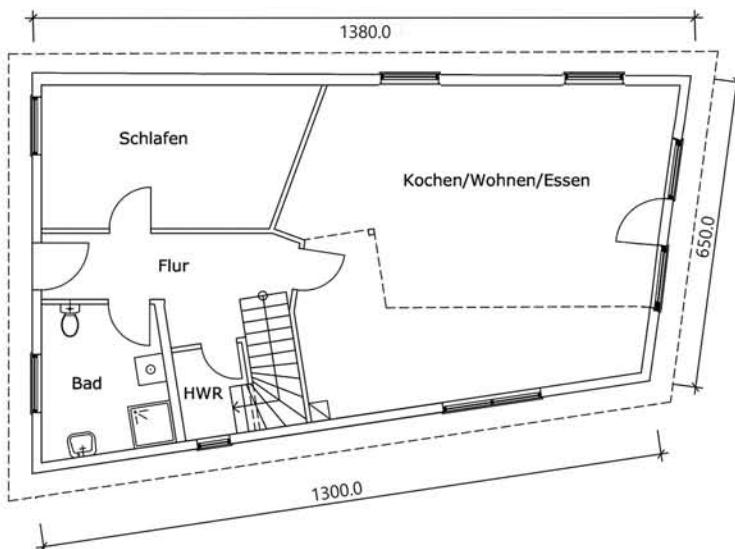 1380.0
Schlafen
Kochen/Wohnen/Essen
650.0
Flur
Bad
HWR
1300.0